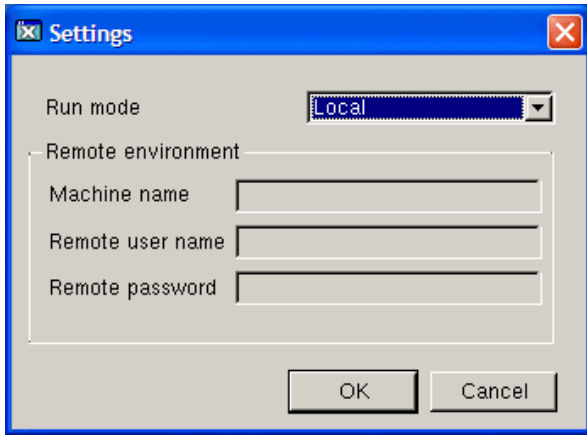 Settings
Run mode Local
Remote environment
Machine name
Remote user name
Remote password
OK Cancel